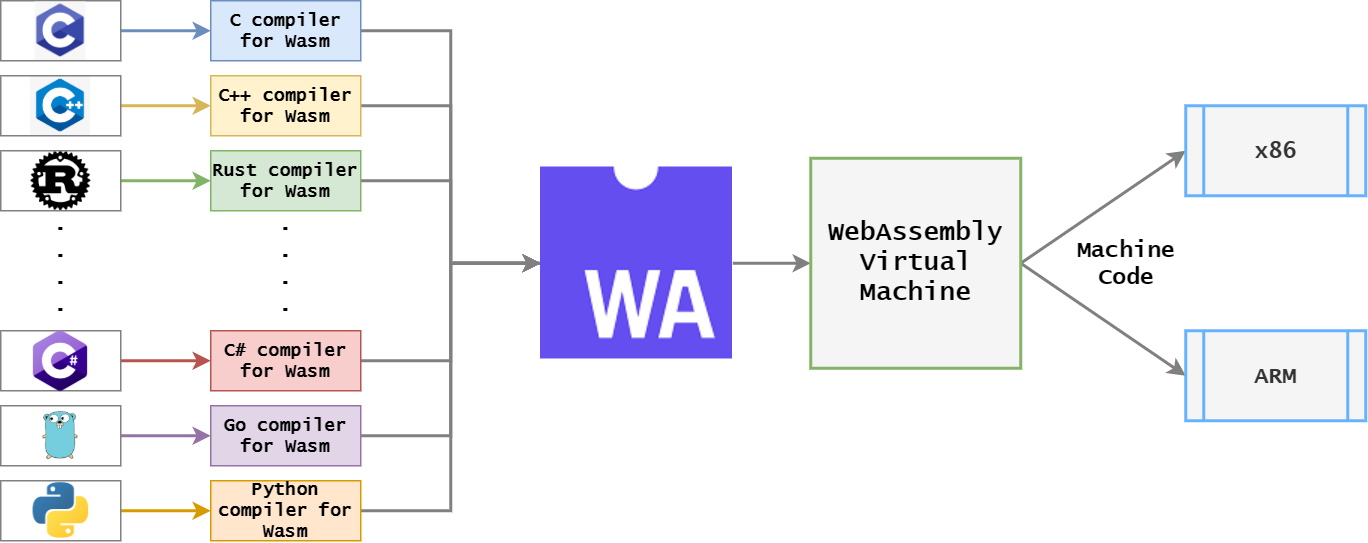 C
C compiler
for Wasm
C++
C++ compiler
for Wasm
R
Rust compiler
for Wasm
C#
C# compiler
for Wasm
Go compiler
for Wasm
Python
compiler for
Wasm
WA
WebAssembly
Virtual
Machine
Machine
Code
x86
ARM